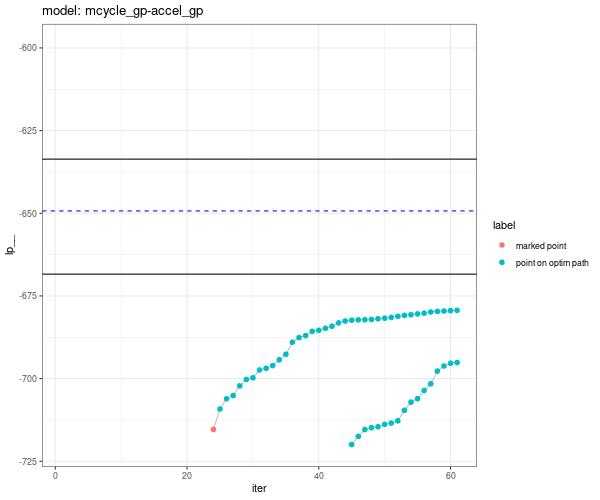 model: mcycle_gp-accel_gp
-600
-625
-650
-675
-700
-725
lp__
0
20
40
60
iter
label
marked point
point on optim path